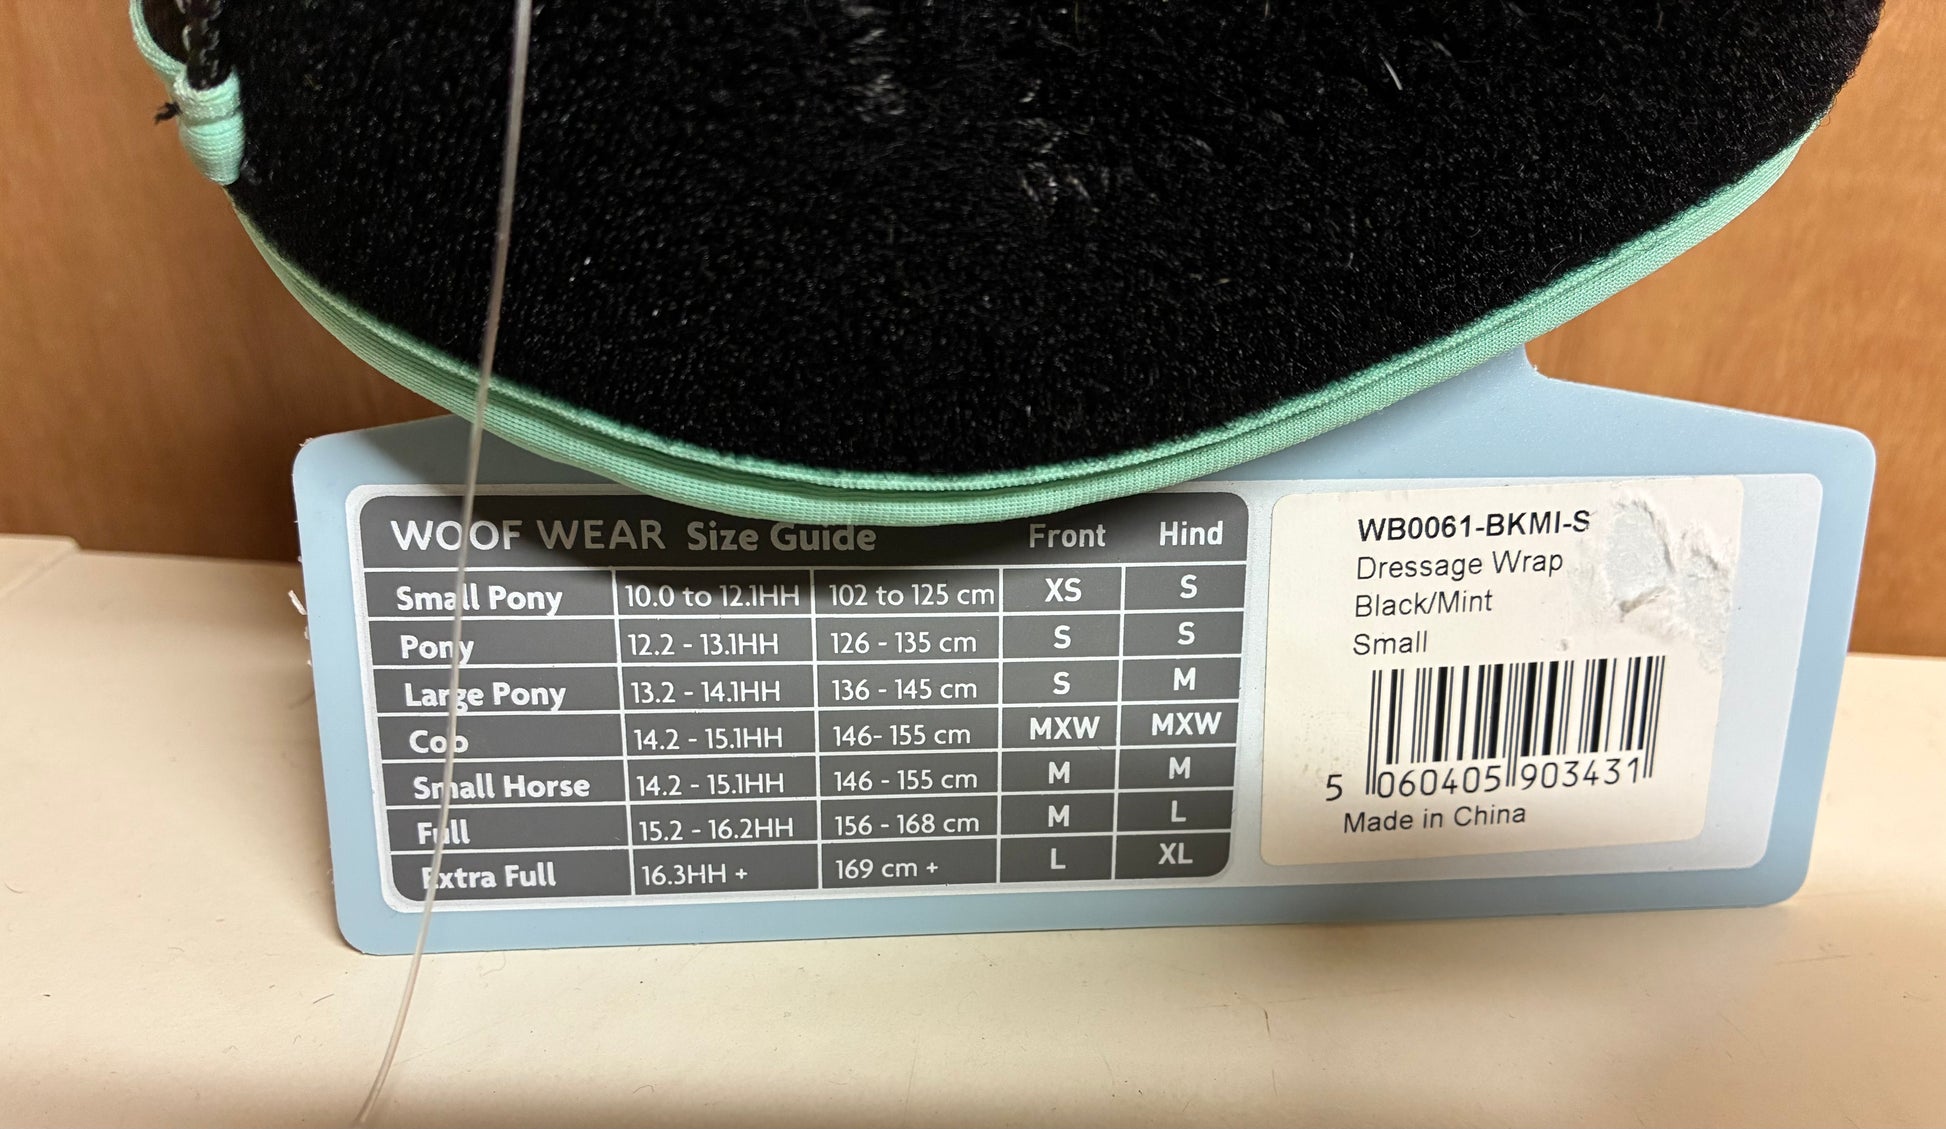 WOOF WEAR Size Guide Front Hind
Small Pony 10.0 to 12.1HH 102 to 125 cm XS S
Pony 12.2 - 13.1HH 126 - 135 cm S S
Large Pony 13.2 - 14.1HH 136 - 145 cm S M
Cob 14.2 - 15.1HH 146- 155 cm MXW MXW
Small Horse 14.2 - 15.1HH 146 - 155 cm M M
Full 15.2 - 16.2HH 156 - 168 cm M L
Extra Full 16.3HH + 169 cm + L XL
WB0061-BKMI-S
Dressage Wrap
Black/Mint
Small
5 060405 903431
Made in China